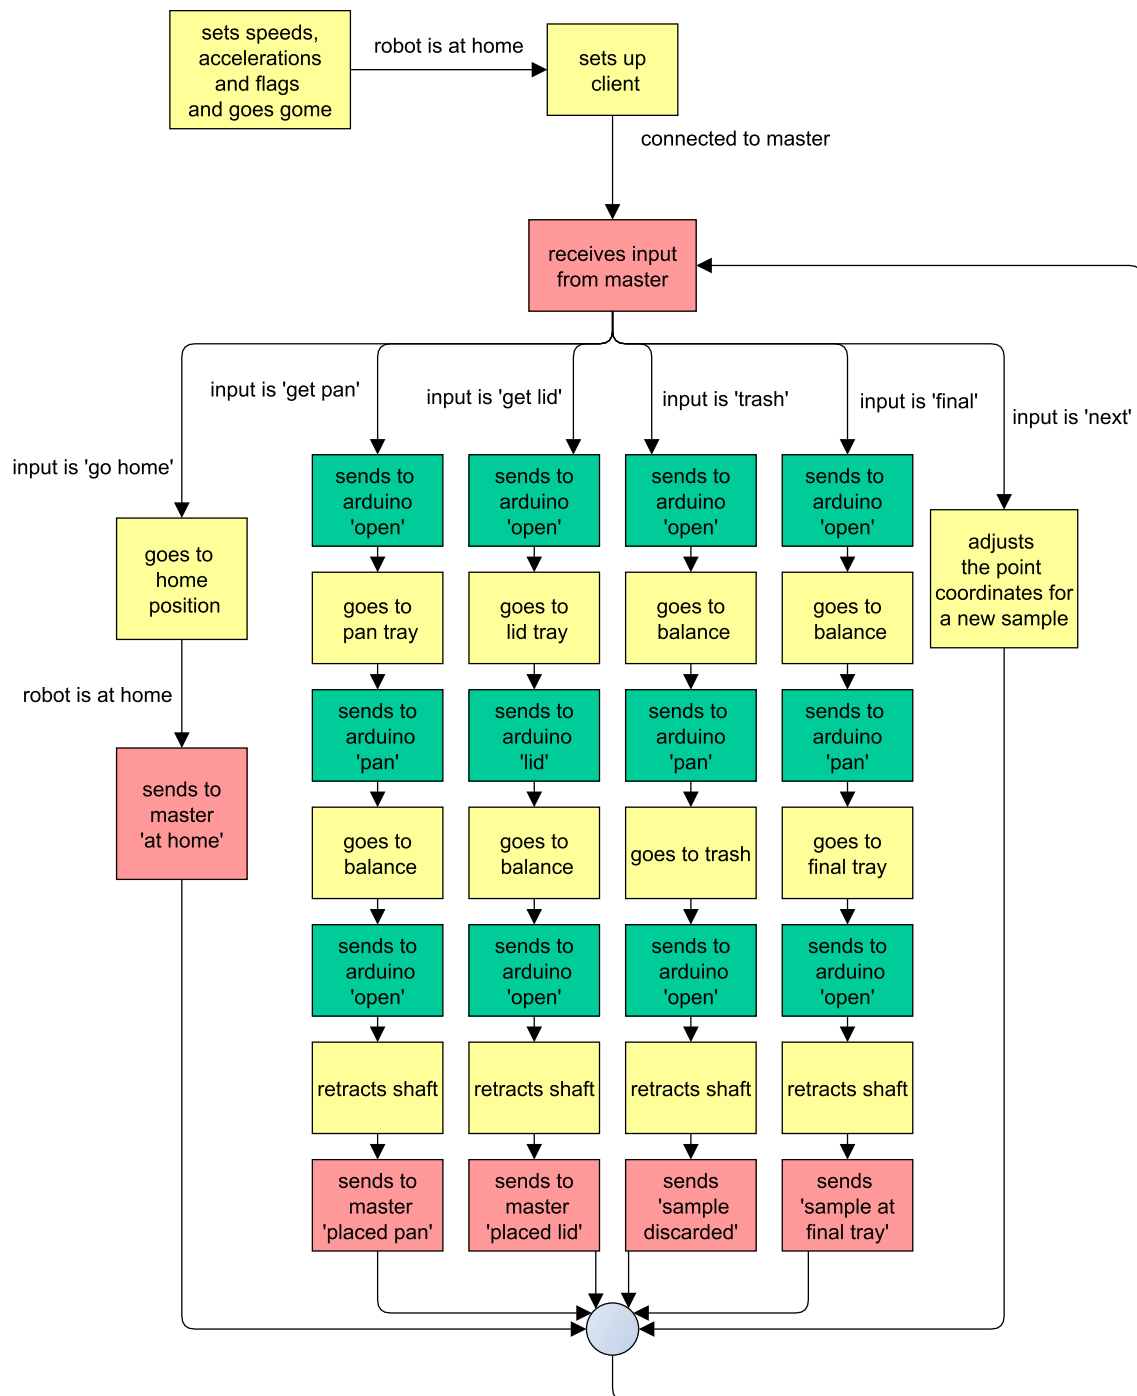 sets speeds,
accelerations
and flags
and goes gome
robot is at home
sets up
client
connected to master
receives input
from master
input is 'go home'
input is 'get pan'
input is 'get lid'
input is 'trash'
input is 'final'
input is 'next'
goes to
home
position
robot is at home
sends to
master
'at home'
sends to
arduino
'open'
goes to
pan tray
sends to
arduino
'pan'
goes to
balance
sends to
arduino
'open'
retracts shaft
sends to
master
'placed pan'
sends to
arduino
'open'
goes to
lid tray
sends to
arduino
'lid'
goes to
balance
sends to
arduino
'open'
retracts shaft
sends to
master
'placed lid'
sends to
arduino
'open'
goes to
balance
sends to
arduino
'pan'
goes to trash
sends to
arduino
'open'
retracts shaft
sends
'sample
discarded'
sends to
arduino
'open'
goes to
balance
sends to
arduino
'pan'
goes to
final tray
sends to
arduino
'open'
retracts shaft
sends
'sample at
final tray'
adjusts
the point
coordinates for
a new sample